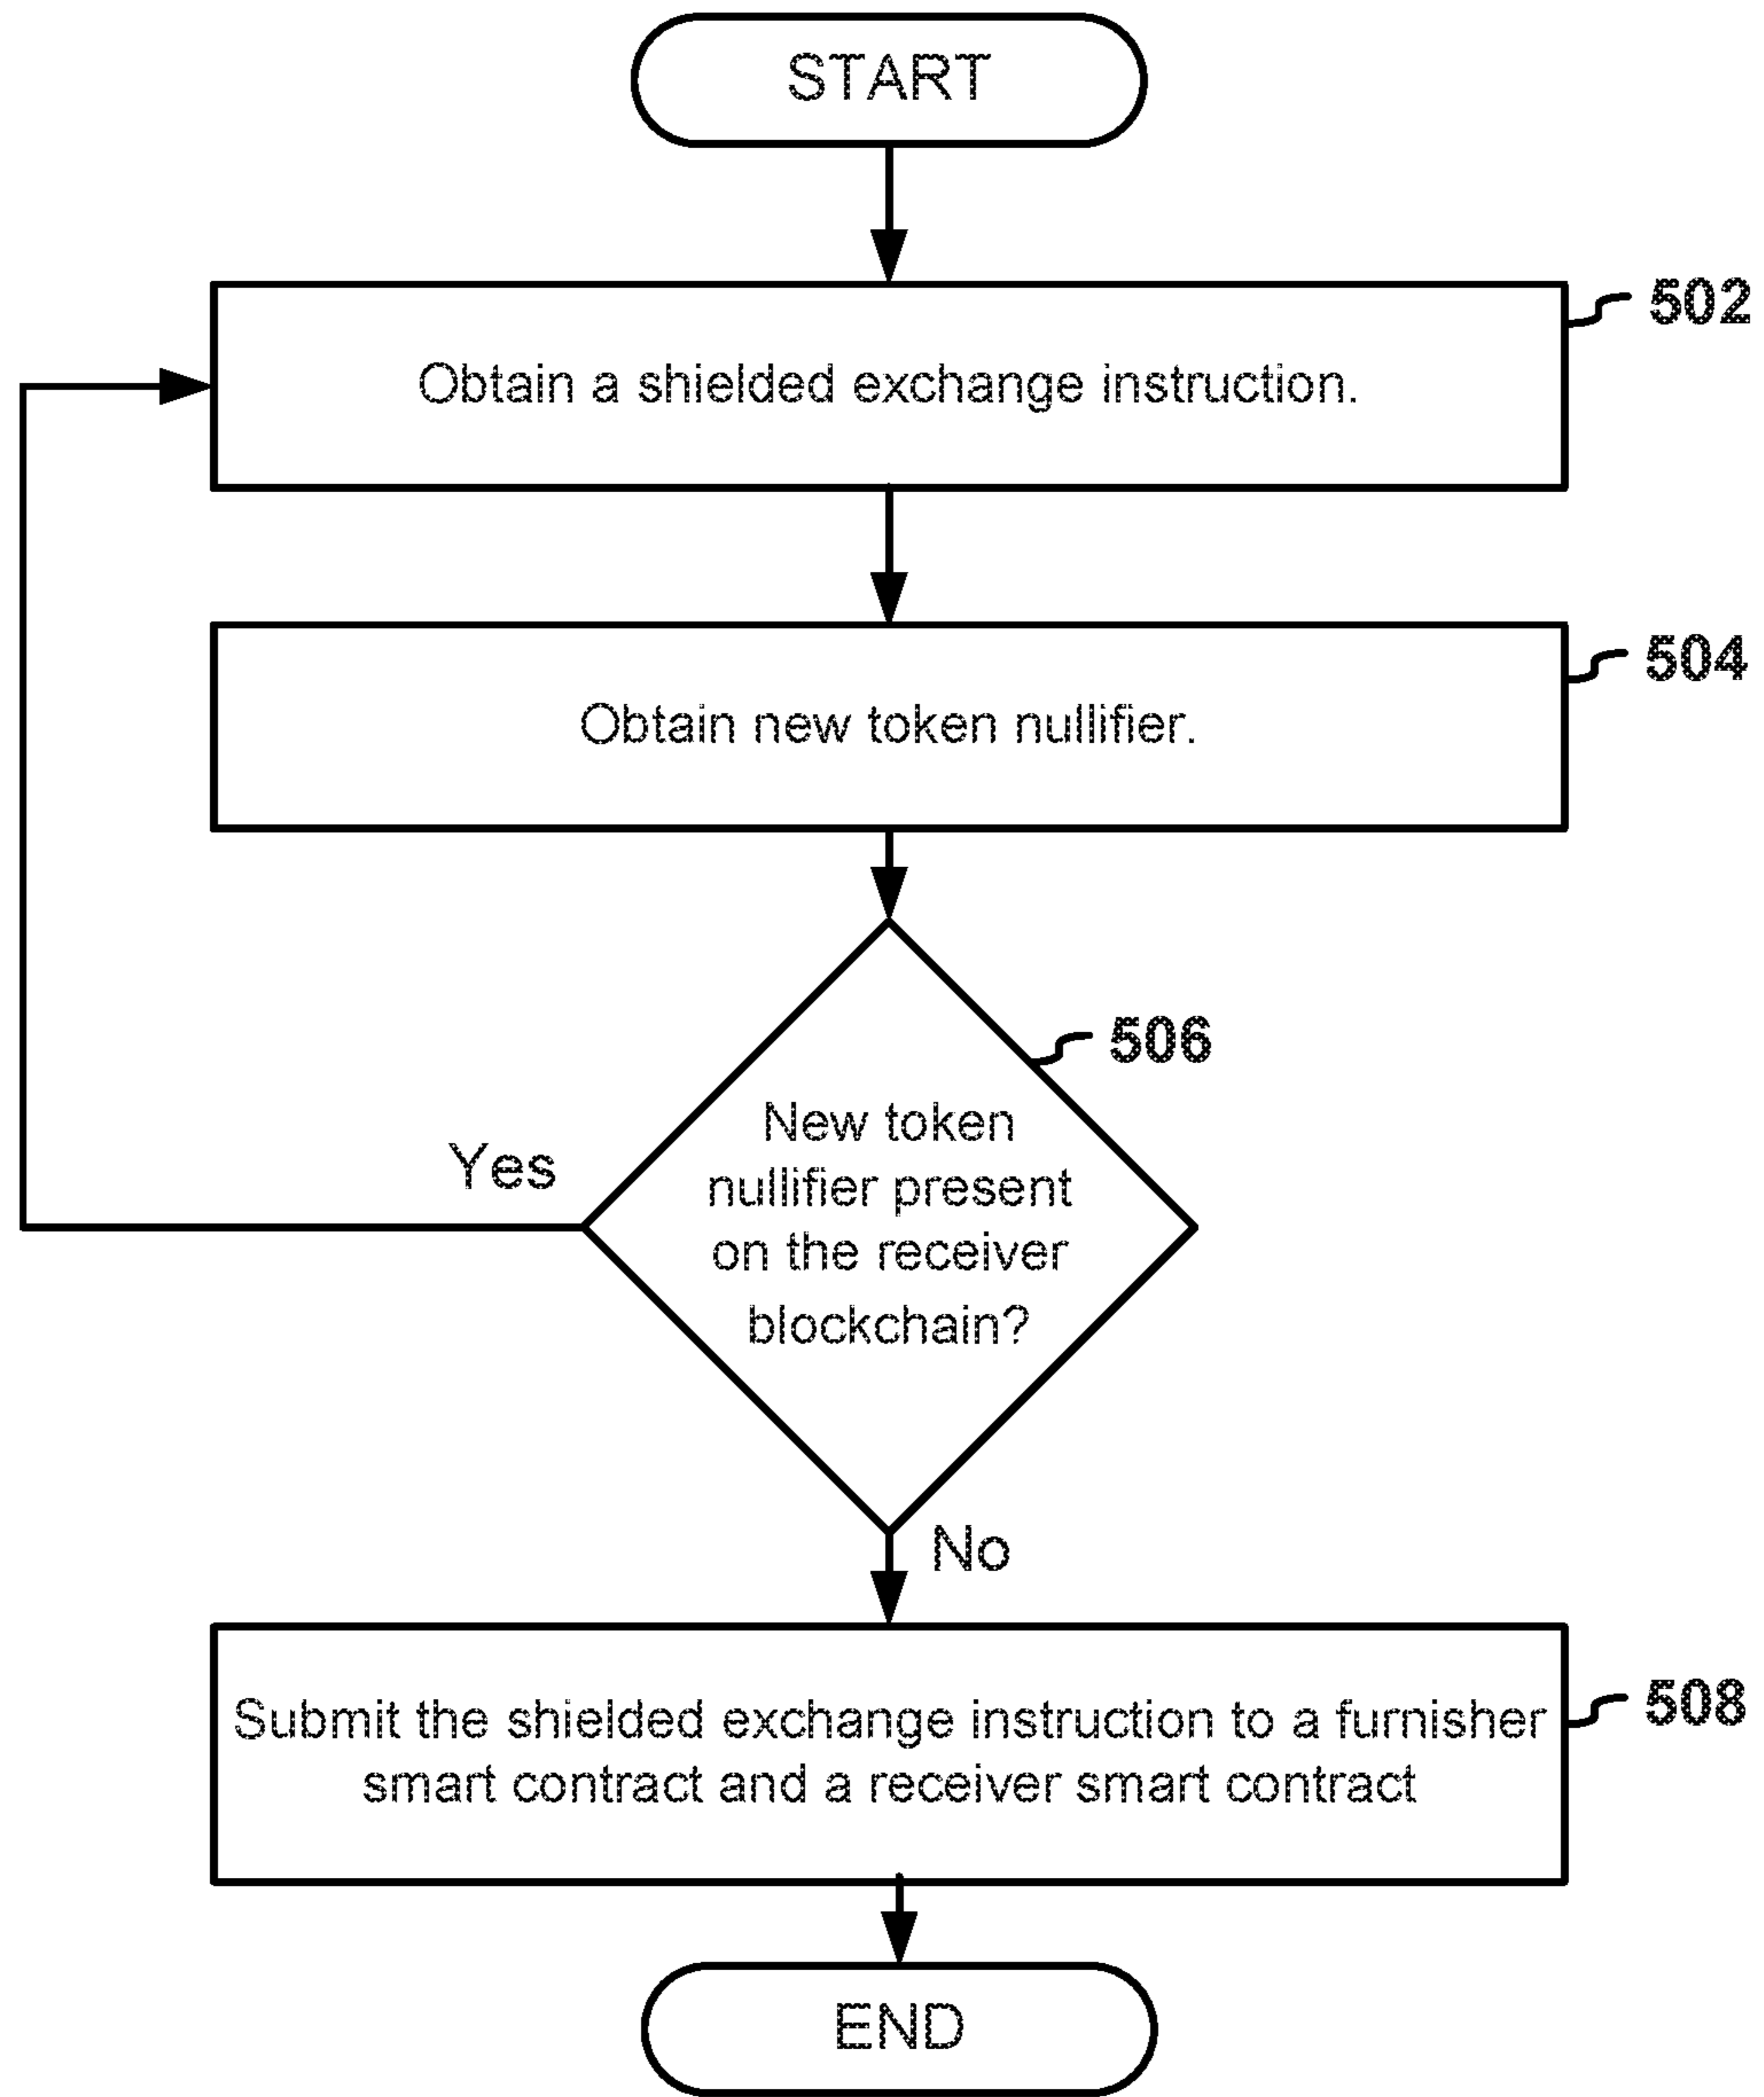 START
502
Obtain a shielded exchange instruction.
504
Obtain new token nullifier.
506
New token
nullifier present
on the receiver
blockchain?
Yes
No
508
Submit the shielded exchange instruction to a furnisher
smart contract and a receiver smart contract
END